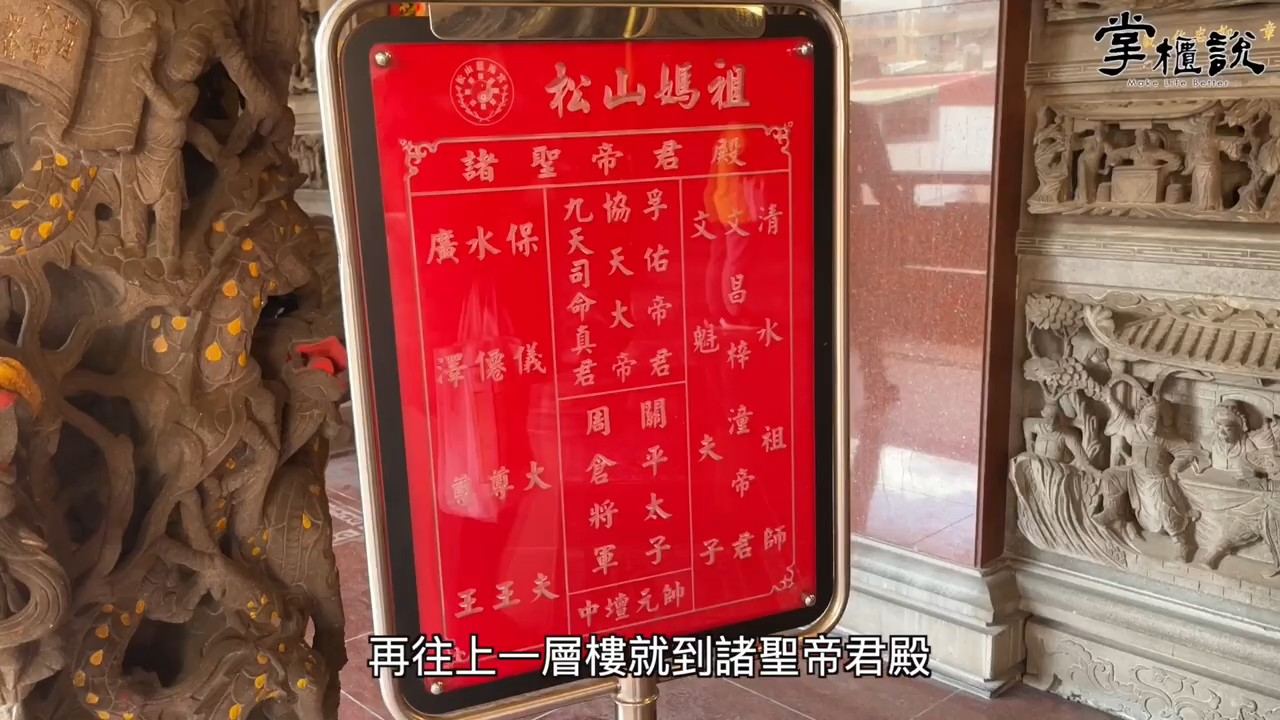 掌櫃說
Make Life Better
松山媽祖
諸聖帝君殿
清水祖師
文昌梓潼帝君
文魁夫子
孚佑帝君
協天大帝
九天司命真君
關平太子
周倉將軍
中壇元帥
保儀大夫
水僊尊王
廣澤尊王
再往上一層樓就到諸聖帝君殿